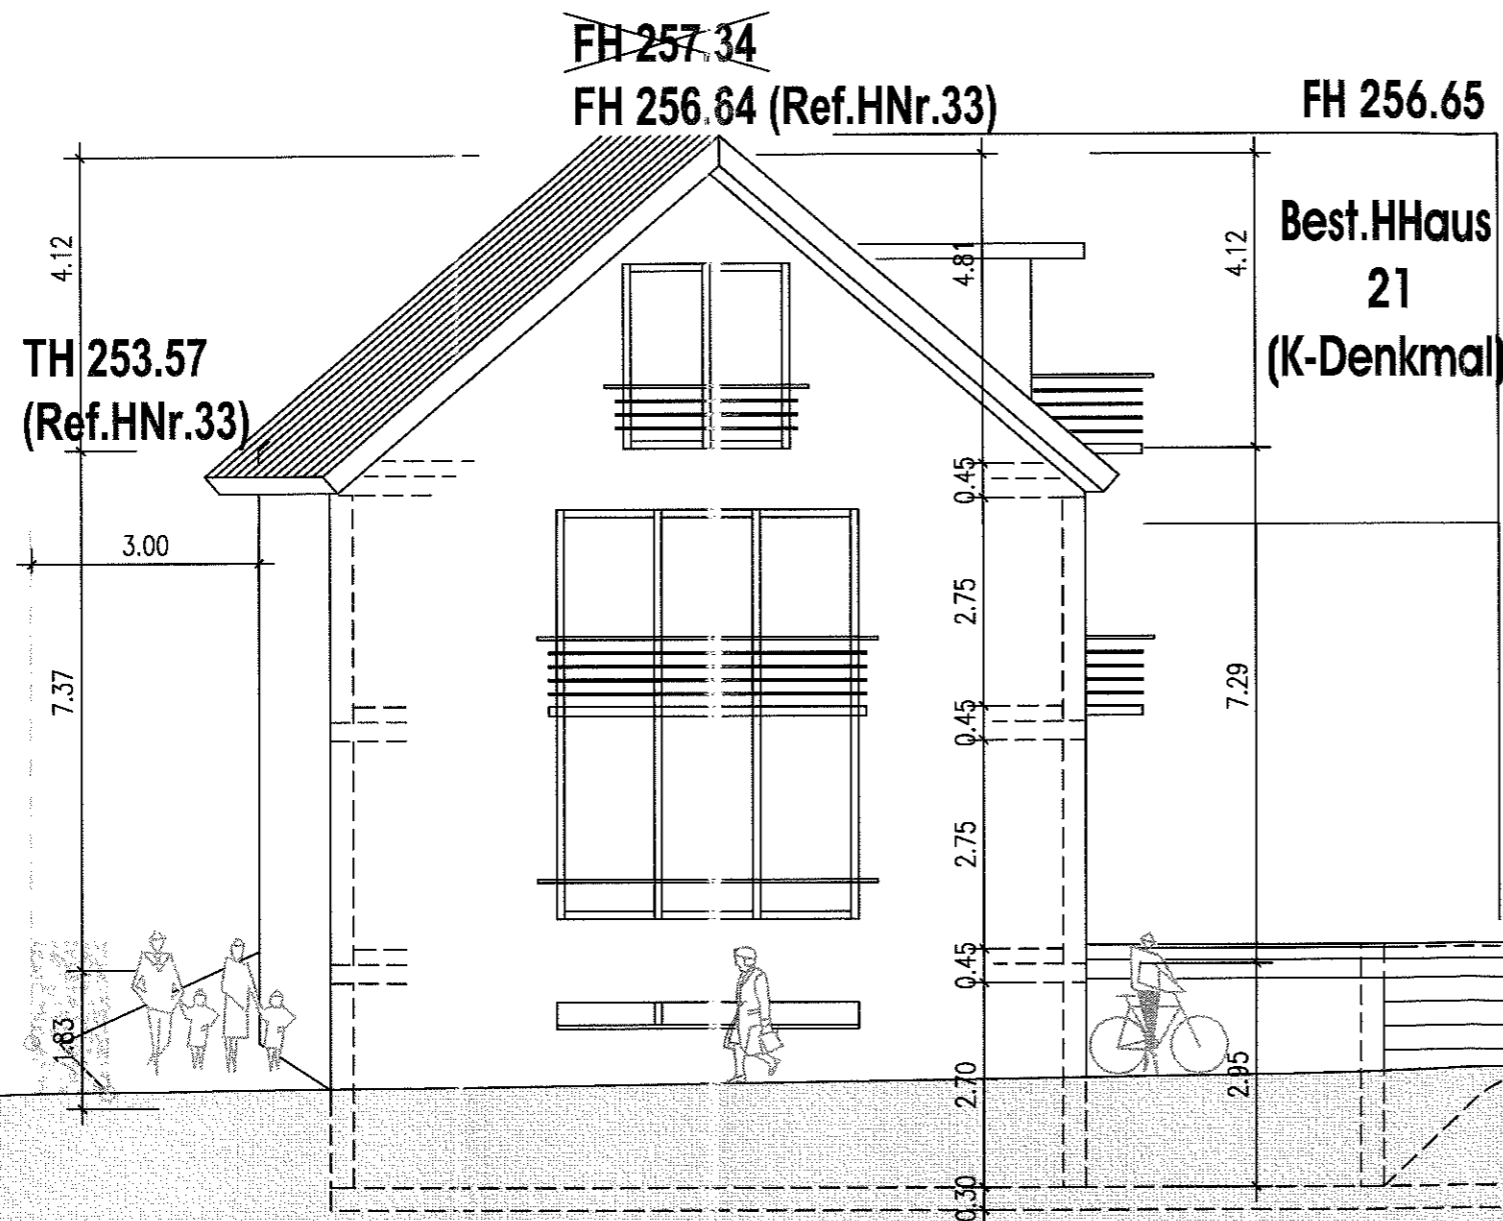 FH 257.34
FH 256.64 (Ref.HNr.33)
FH 256.65
Best.HHaus
21
(K-Denkmal)
TH 253.57
(Ref.HNr.33)
4.12
4.81
4.12
3.00
0.45
2.75
7.37
7.29
0.45
2.75
0.45
1.83
2.70
2.95
0.30